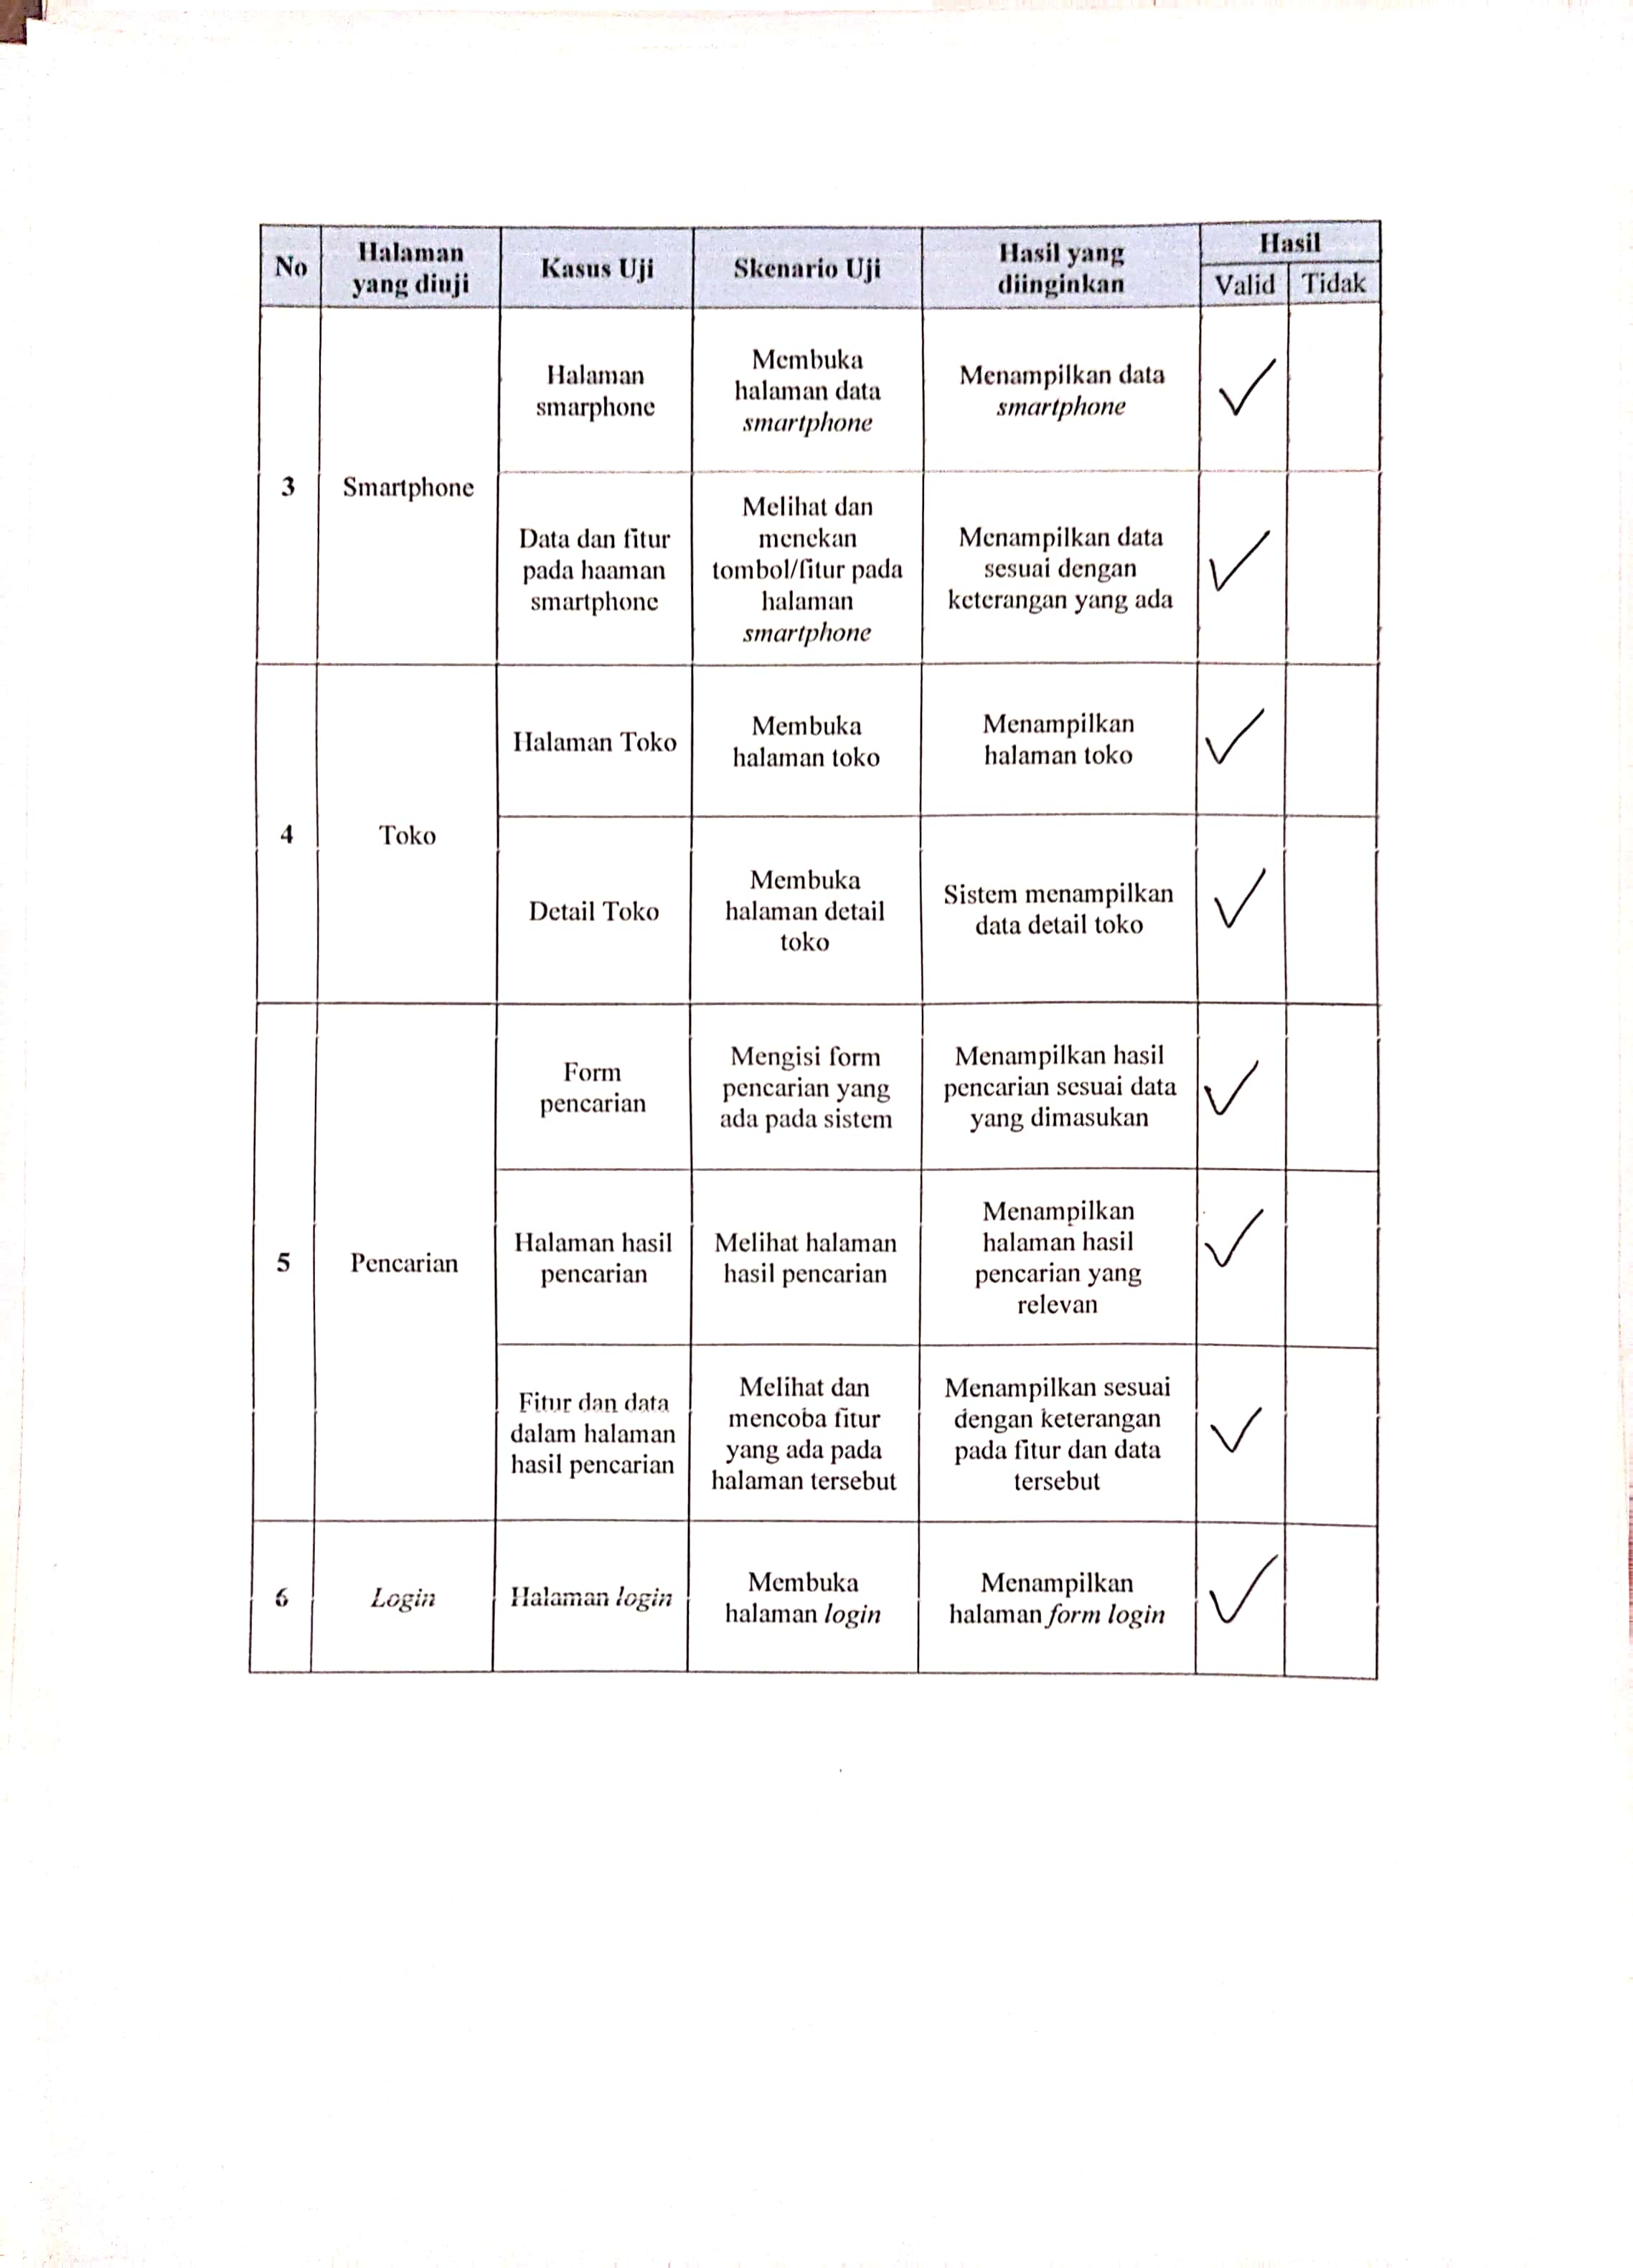 No
Halaman
yang diuji
Kasus Uji
Skenario Uji
Hasil yang
diinginkan
Hasil
Valid
Tidak
3
Smartphone
Halaman
smarphone
Membuka
halaman data
smartphone
Menampilkan data
smartphone
✓
Data dan fitur
pada haaman
smartphone
Melihat dan
menekan
tombol/fitur pada
halaman
smartphone
Menampilkan data
sesuai dengan
keterangan yang ada
✓
4
Toko
Halaman Toko
Membuka
halaman toko
Menampilkan
halaman toko
✓
Detail Toko
Membuka
halaman detail
toko
Sistem menampilkan
data detail toko
✓
5
Pencarian
Form
pencarian
Mengisi form
pencarian yang
ada pada sistem
Menampilkan hasil
pencarian sesuai data
yang dimasukan
✓
Halaman hasil
pencarian
Melihat halaman
hasil pencarian
Menampilkan
halaman hasil
pencarian yang
relevan
✓
Fitur dan data
dalam halaman
hasil pencarian
Melihat dan
mencoba fitur
yang ada pada
halaman tersebut
Menampilkan sesuai
dengan keterangan
pada fitur dan data
tersebut
✓
6
Login
Halaman login
Membuka
halaman login
Menampilkan
halaman form login
✓